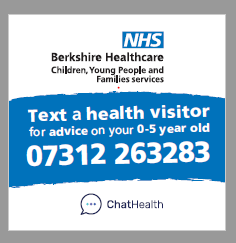 NHS
Berkshire Healthcare
Children, Young People and
Families services
Text a health visitor
for advice on your 0-5 year old
07312 263283
ChatHealth